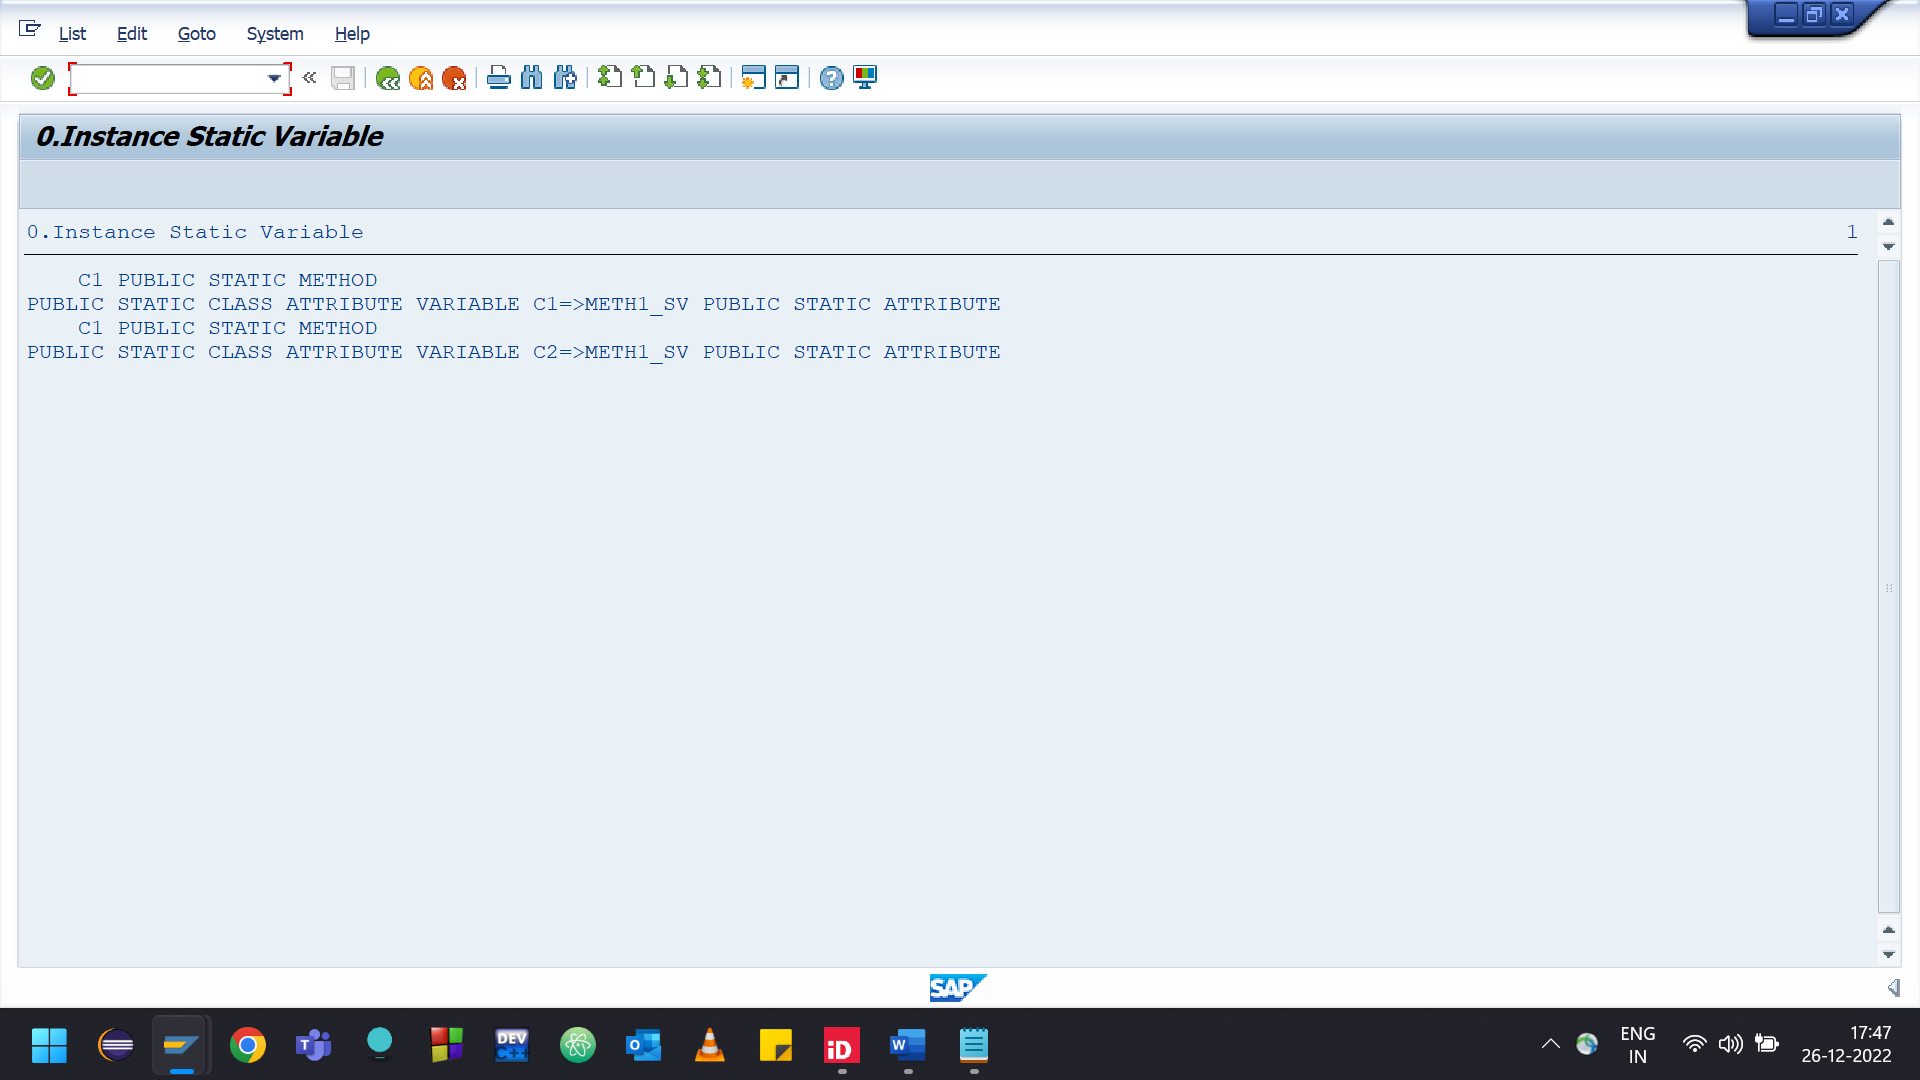 List Edit Goto System Help
0.Instance Static Variable
0.Instance Static Variable 1
C1 PUBLIC STATIC METHOD
PUBLIC STATIC CLASS ATTRIBUTE VARIABLE C1=>METH1_SV PUBLIC STATIC ATTRIBUTE
C1 PUBLIC STATIC METHOD
PUBLIC STATIC CLASS ATTRIBUTE VARIABLE C2=>METH1_SV PUBLIC STATIC ATTRIBUTE
SAP
T
DEV
C++
O
iD
W
ENG
IN
17:47
26-12-2022